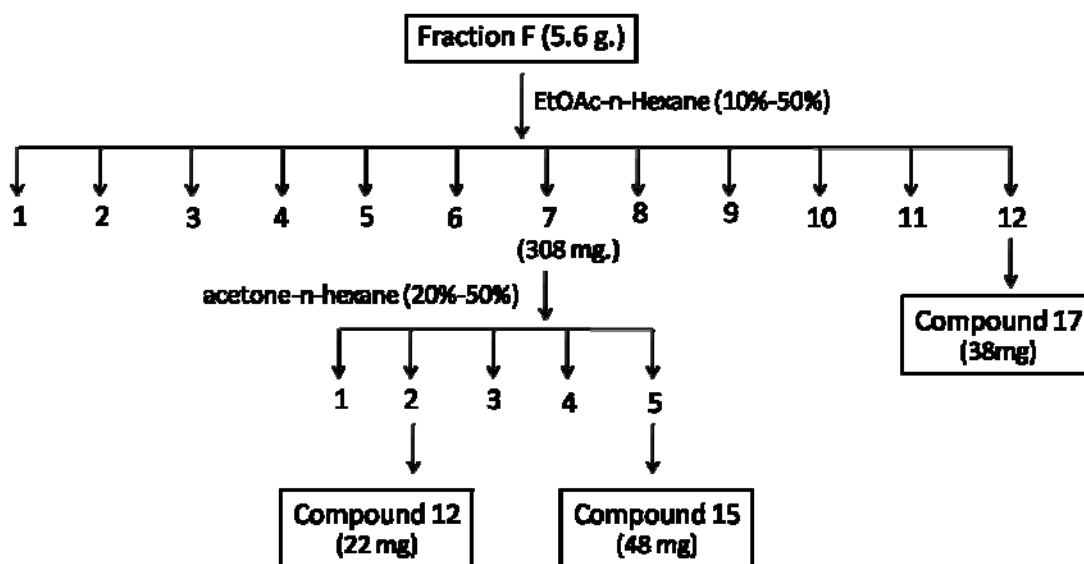 Fraction F (5.6 g.)
EtOAc-n-Hexane (10%-50%)
1 2 3 4 5 6 7 8 9 10 11 12
(308 mg.)
acetone-n-hexane (20%-50%)
Compound 17
(38mg)
1 2 3 4 5
Compound 12
(22 mg)
Compound 15
(48 mg)